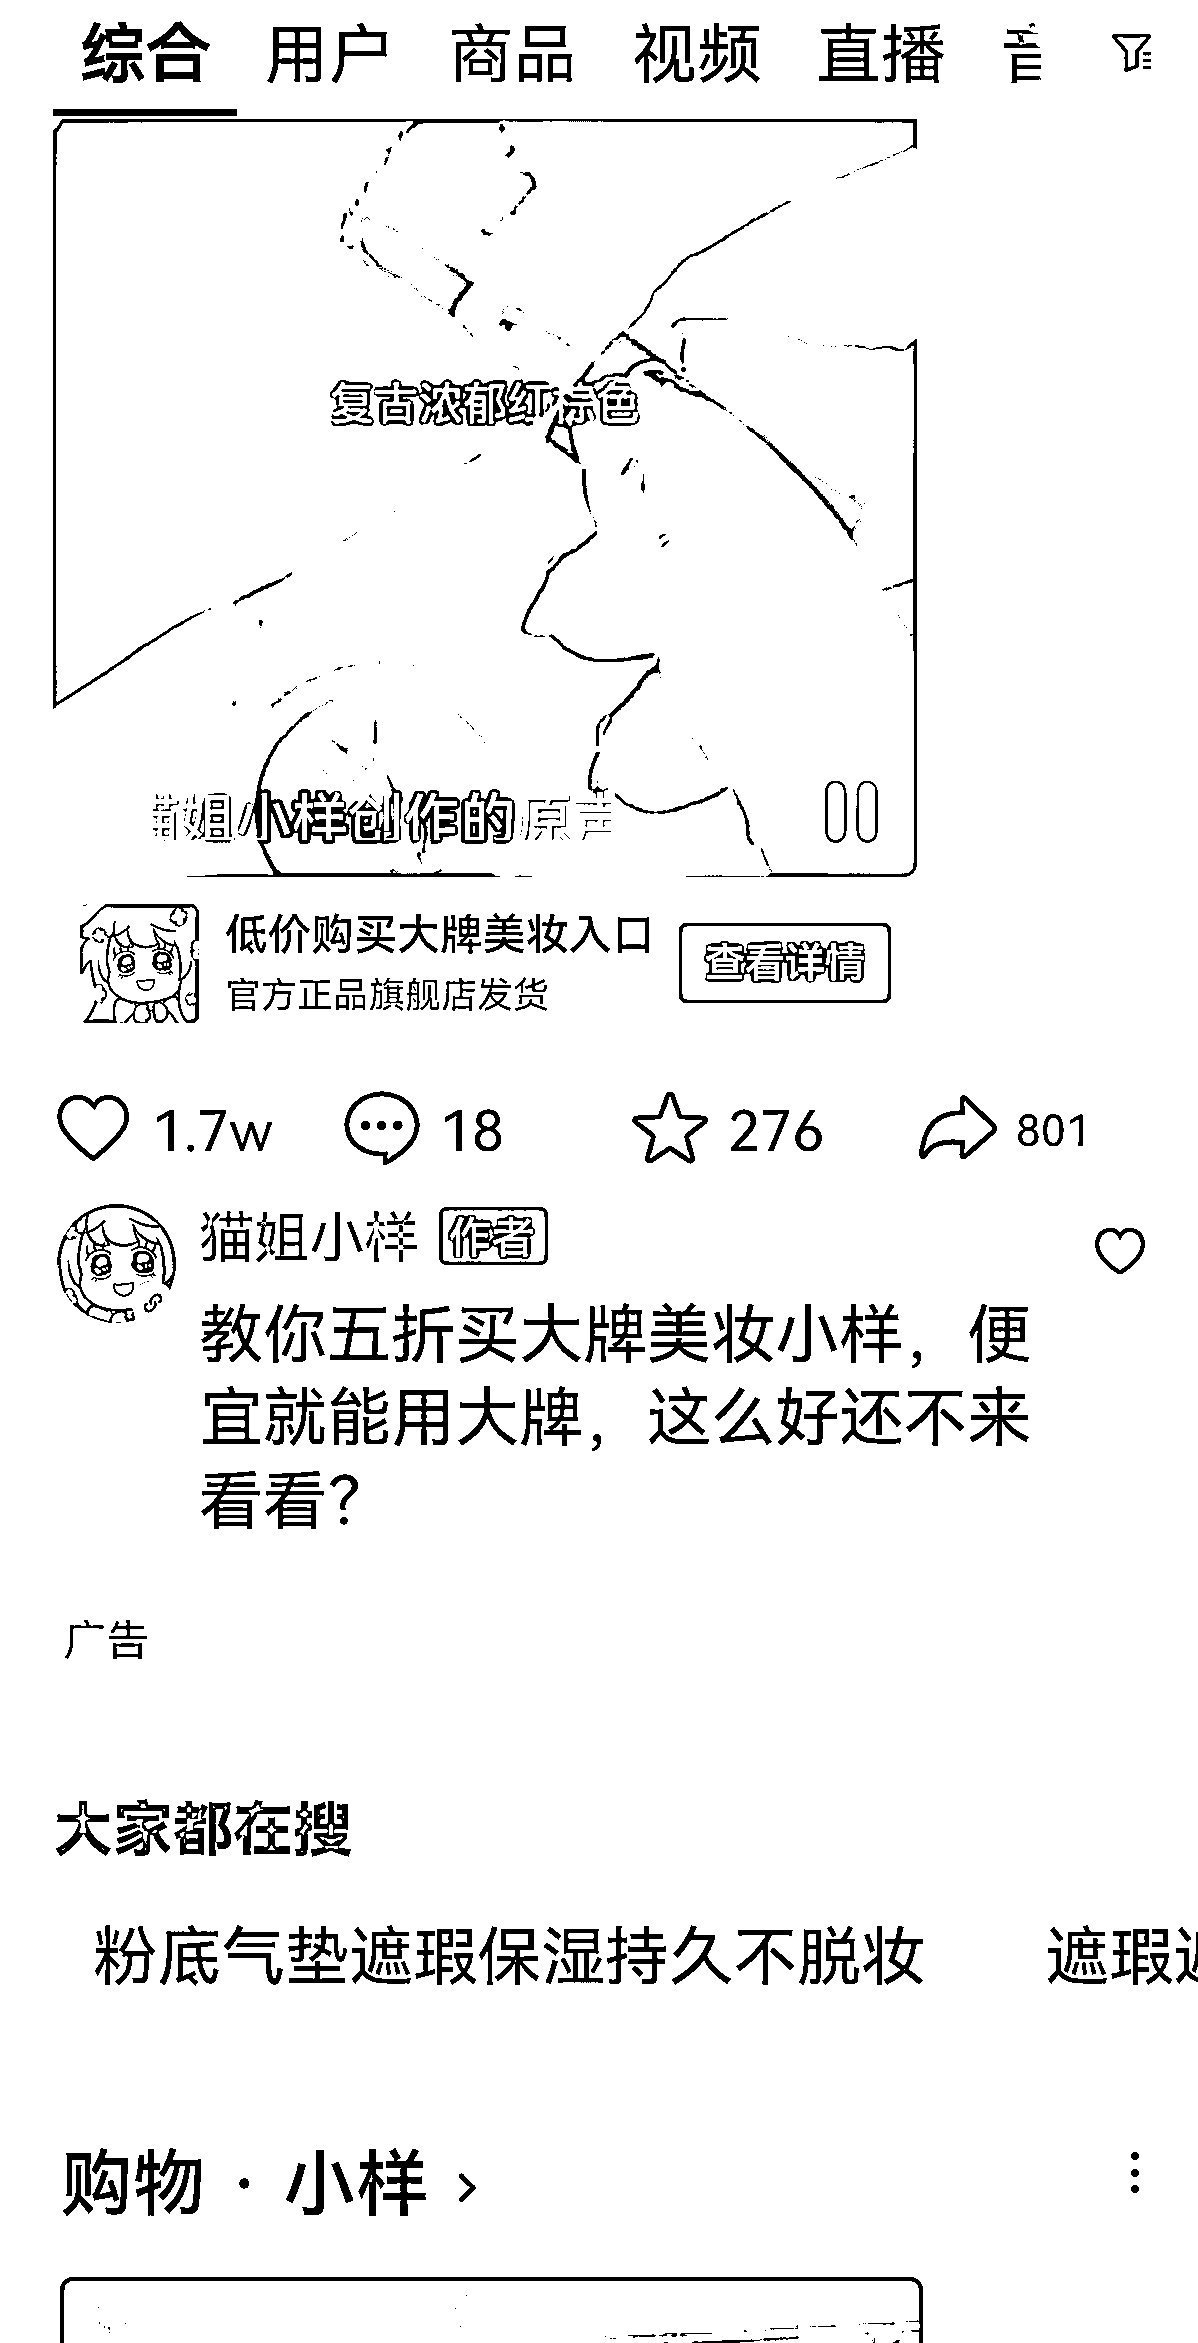 综合 用户 商品 视频 直播
复古浓郁红棕色
猫姐小样创作的原声
低价购买大牌美妆入口
官方正品旗舰店发货
查看详情
1.7w 18 276 801
猫姐小样 作者
教你五折买大牌美妆小样，便
宜就能用大牌，这么好还不来
看看？
广告
大家都在搜
粉底气垫遮瑕保湿持久不脱妆 遮瑕遮
购物 · 小样 >